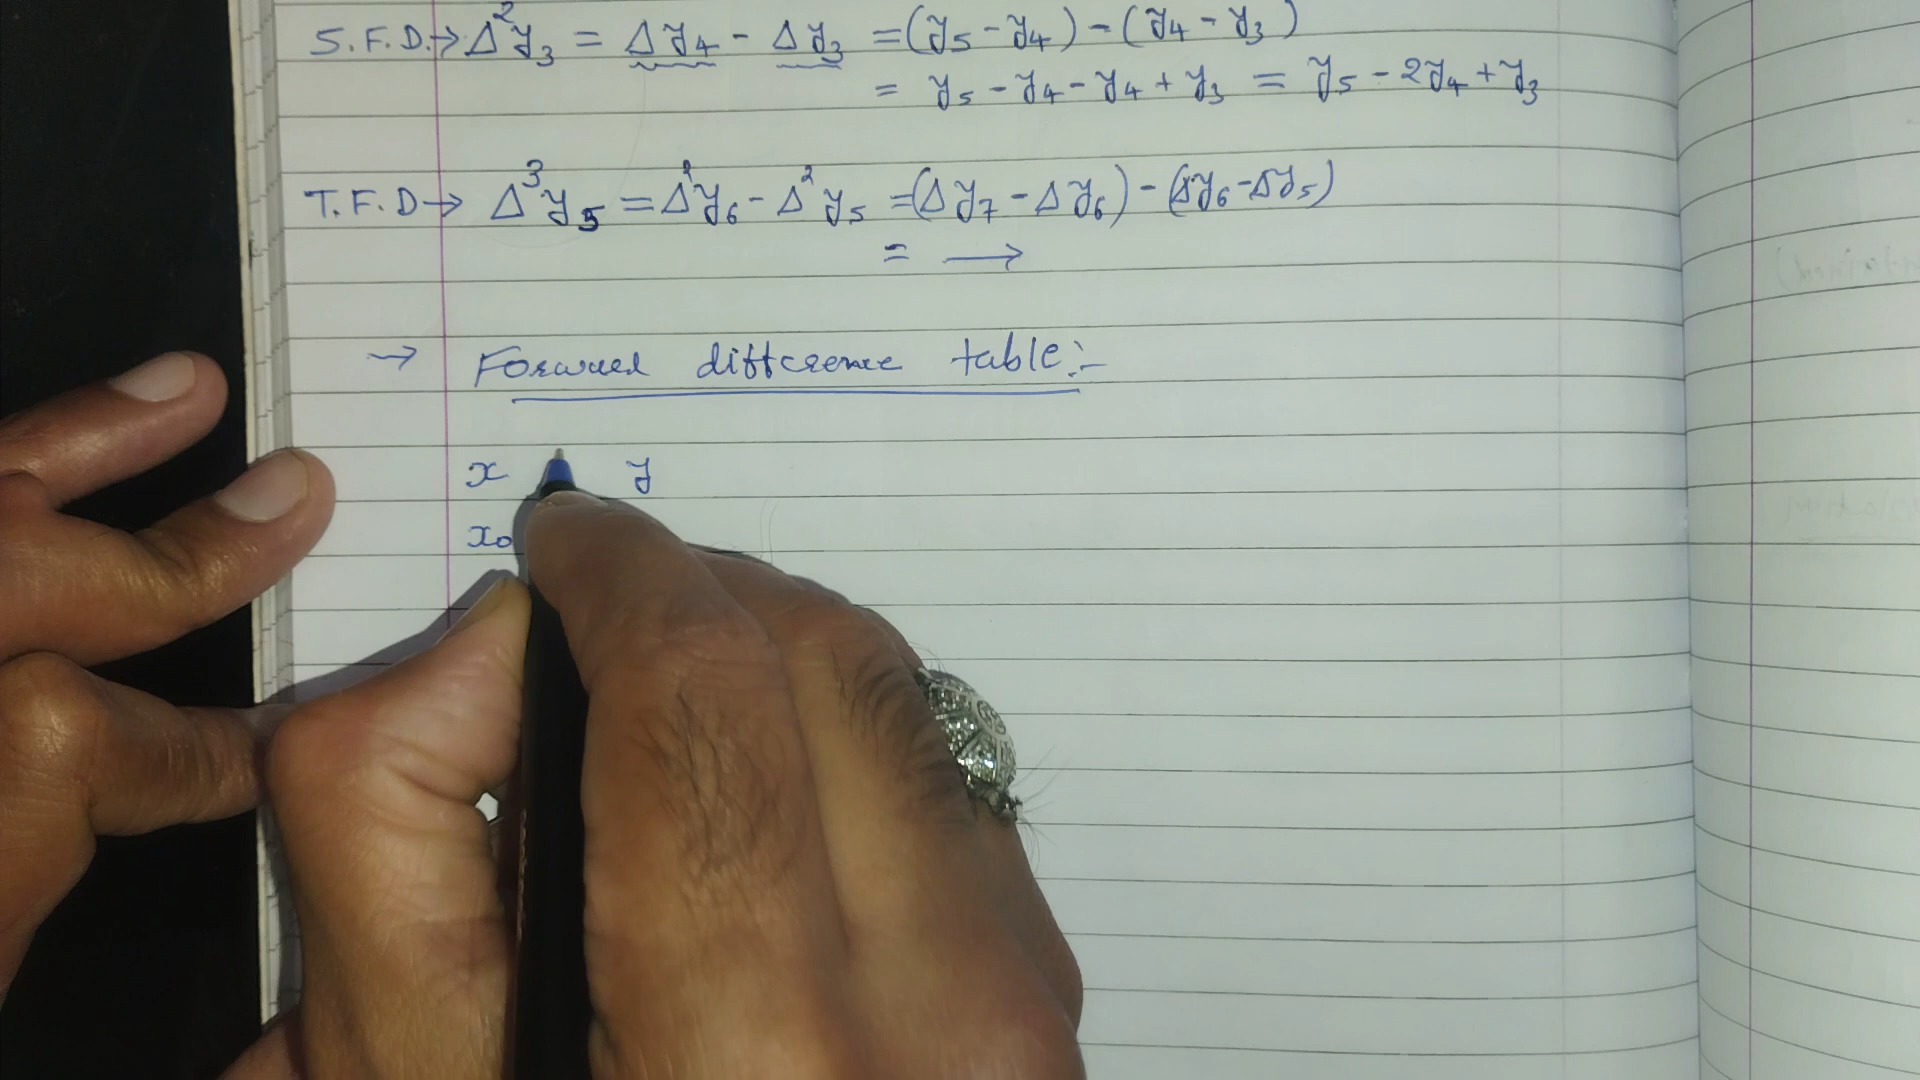 S.F.D.→ Δ²y₃ = Δy₄ - Δy₃ = (y₅ - y₄) - (y₄ - y₃)
= y₅ - y₄ - y₄ + y₃ = y₅ - 2y₄ + y₃
T.F.D→ Δ³y₅ = Δ²y₆ - Δ²y₅ = (Δy₇ - Δy₆) - (Δy₆ - Δy₅)
= →
→ Forward difference table:-
x y
x₀